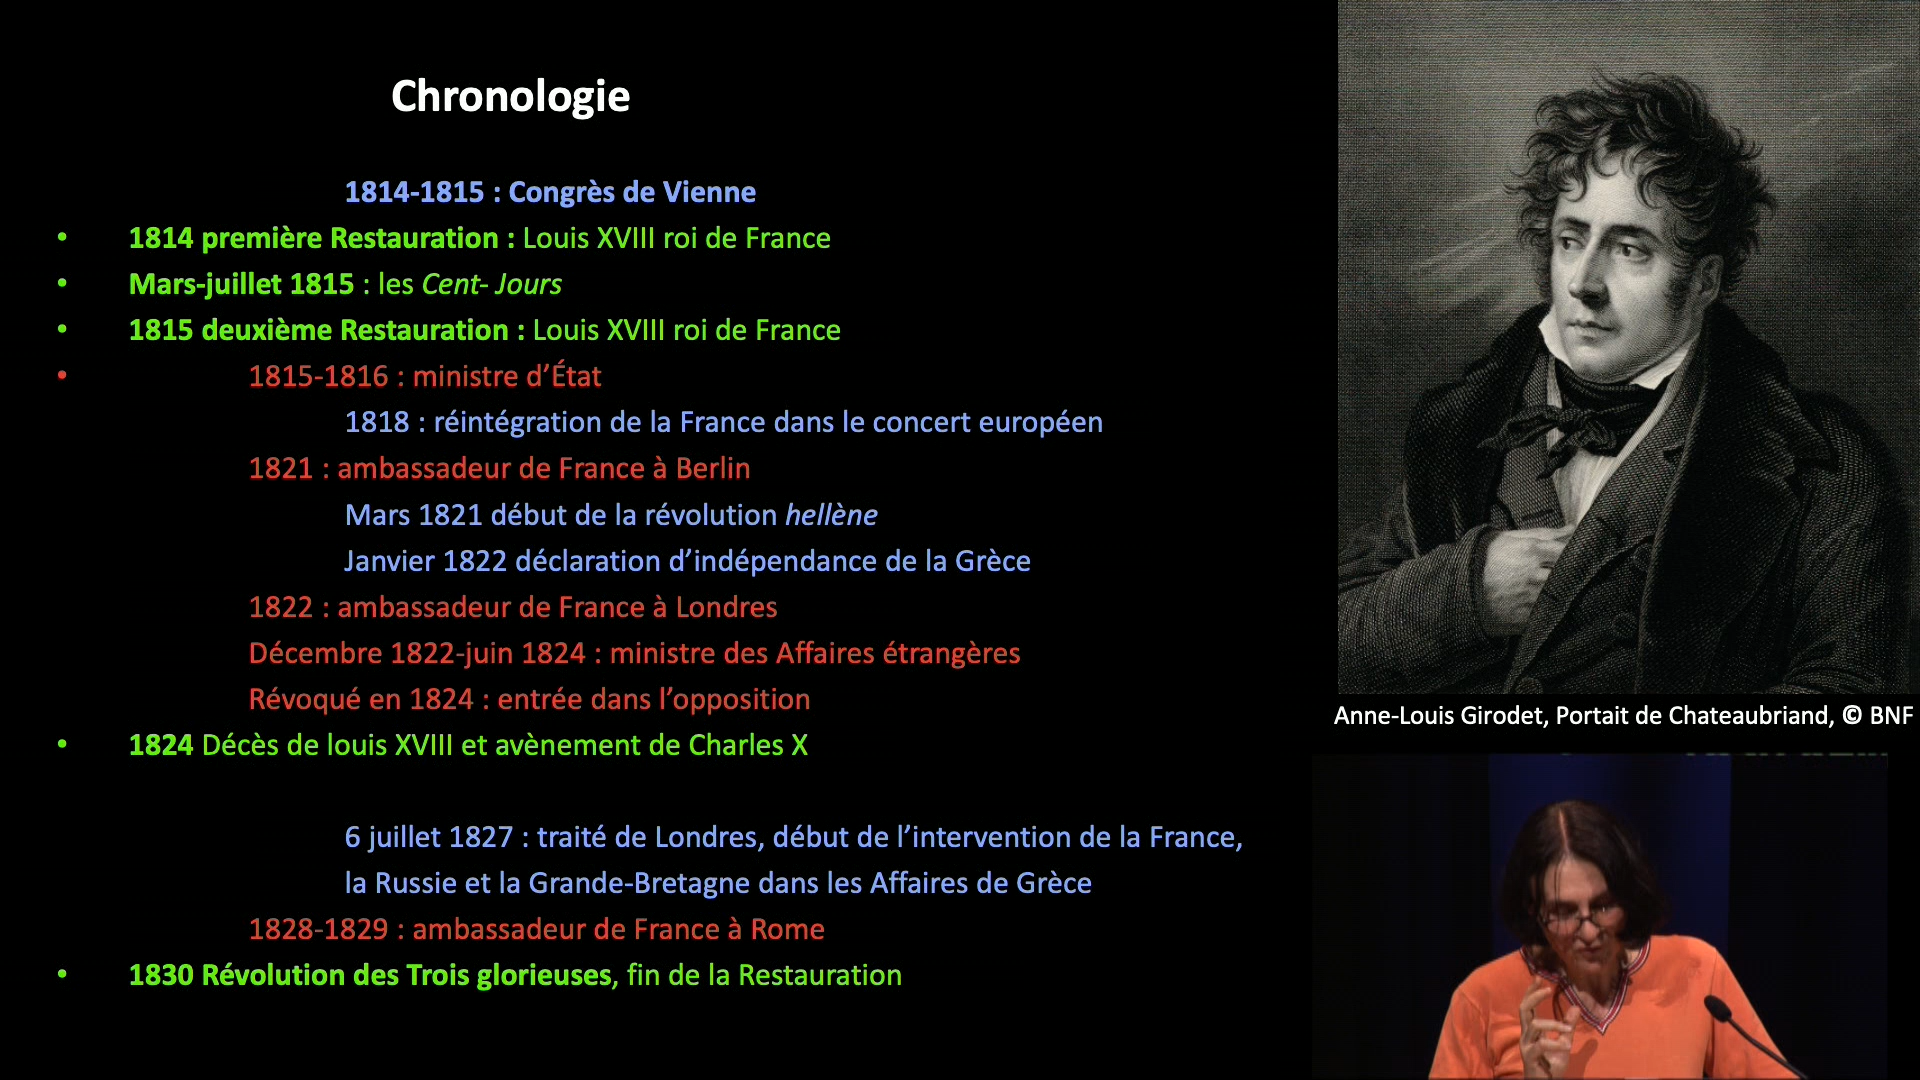 Chronologie
1814-1815 : Congrès de Vienne
• 1814 première Restauration : Louis XVIII roi de France
• Mars-juillet 1815 : les Cent- Jours
• 1815 deuxième Restauration : Louis XVIII roi de France
• 1815-1816 : ministre d’État
1818 : réintégration de la France dans le concert européen
1821 : ambassadeur de France à Berlin
Mars 1821 début de la révolution hellène
Janvier 1822 déclaration d’indépendance de la Grèce
1822 : ambassadeur de France à Londres
Décembre 1822-juin 1824 : ministre des Affaires étrangères
Révoqué en 1824 : entrée dans l’opposition
• 1824 Décès de louis XVIII et avènement de Charles X
6 juillet 1827 : traité de Londres, début de l’intervention de la France,
la Russie et la Grande-Bretagne dans les Affaires de Grèce
1828-1829 : ambassadeur de France à Rome
• 1830 Révolution des Trois glorieuses, fin de la Restauration
Anne-Louis Girodet, Portait de Chateaubriand, © BNF